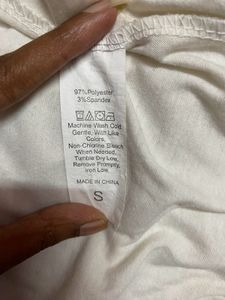 97% Polyester
3% Spandex
Machine Wash Cold
Gentle, With Like
Colors,
Non-Chlorine Bleach
When Needed,
Tumble Dry Low,
Remove Promptly,
Iron Low.
MADE IN CHINA
S